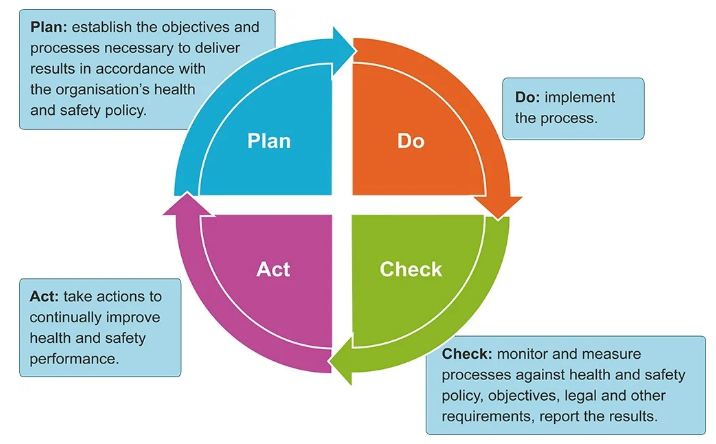 Plan: establish the objectives and
processes necessary to deliver
results in accordance with
the organisation's health
and safety policy.
Plan
Do
Do: implement
the process.
Act
Check
Act: take actions to
continually improve
health and safety
performance.
Check: monitor and measure
processes against health and safety
policy, objectives, legal and other
requirements, report the results.